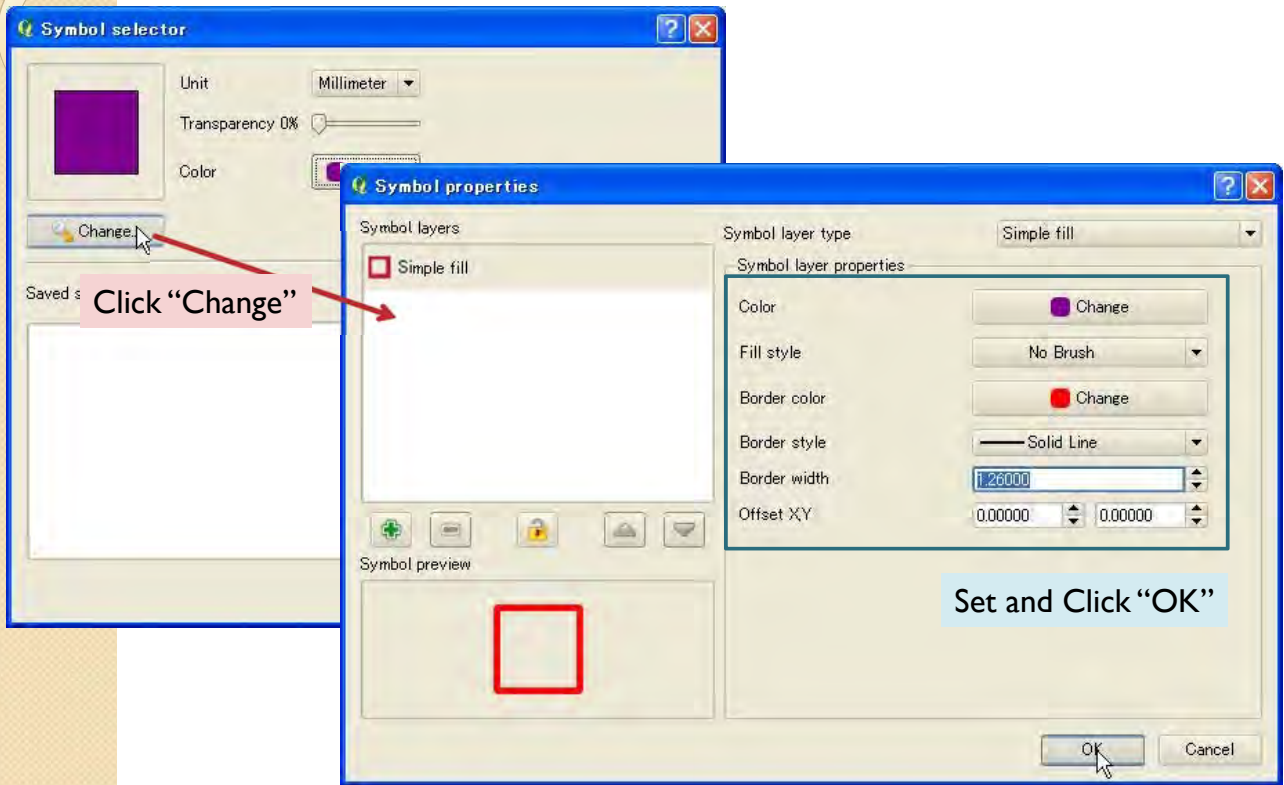 Symbol selector
Unit
Millimeter
Transparency 0%
Color
Change...
Click “Change”
Saved s
Symbol properties
Symbol layers
Simple fill
Symbol preview
Symbol layer type
Simple fill
Symbol layer properties
Color
Change
Fill style
No Brush
Border color
Change
Border style
Solid Line
Border width
1.26000
Offset X,Y
0.00000
0.00000
Set and Click “OK”
OK
Cancel